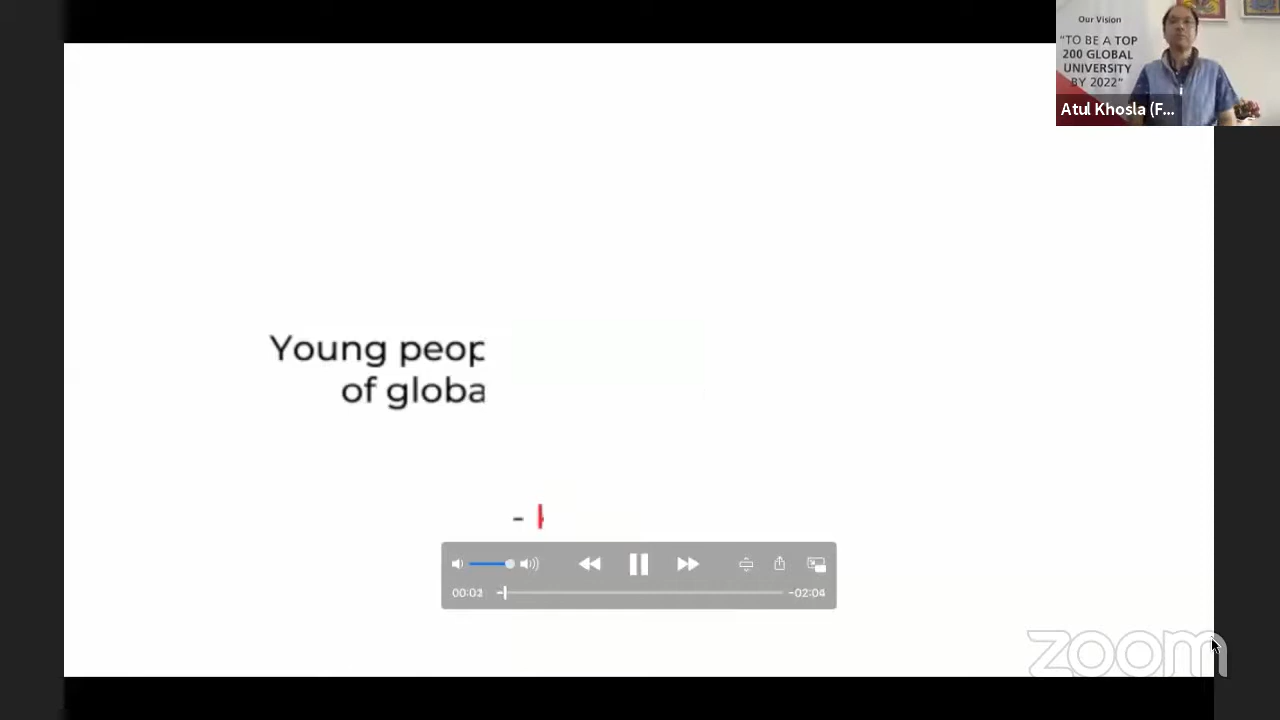 Our Vision
"TO BE A TOP
200 GLOBAL
UNIVERSITY
BY 2022"
Atul Khosla (F...
Young peop
of globa
-
00:02
-02:04
zoom